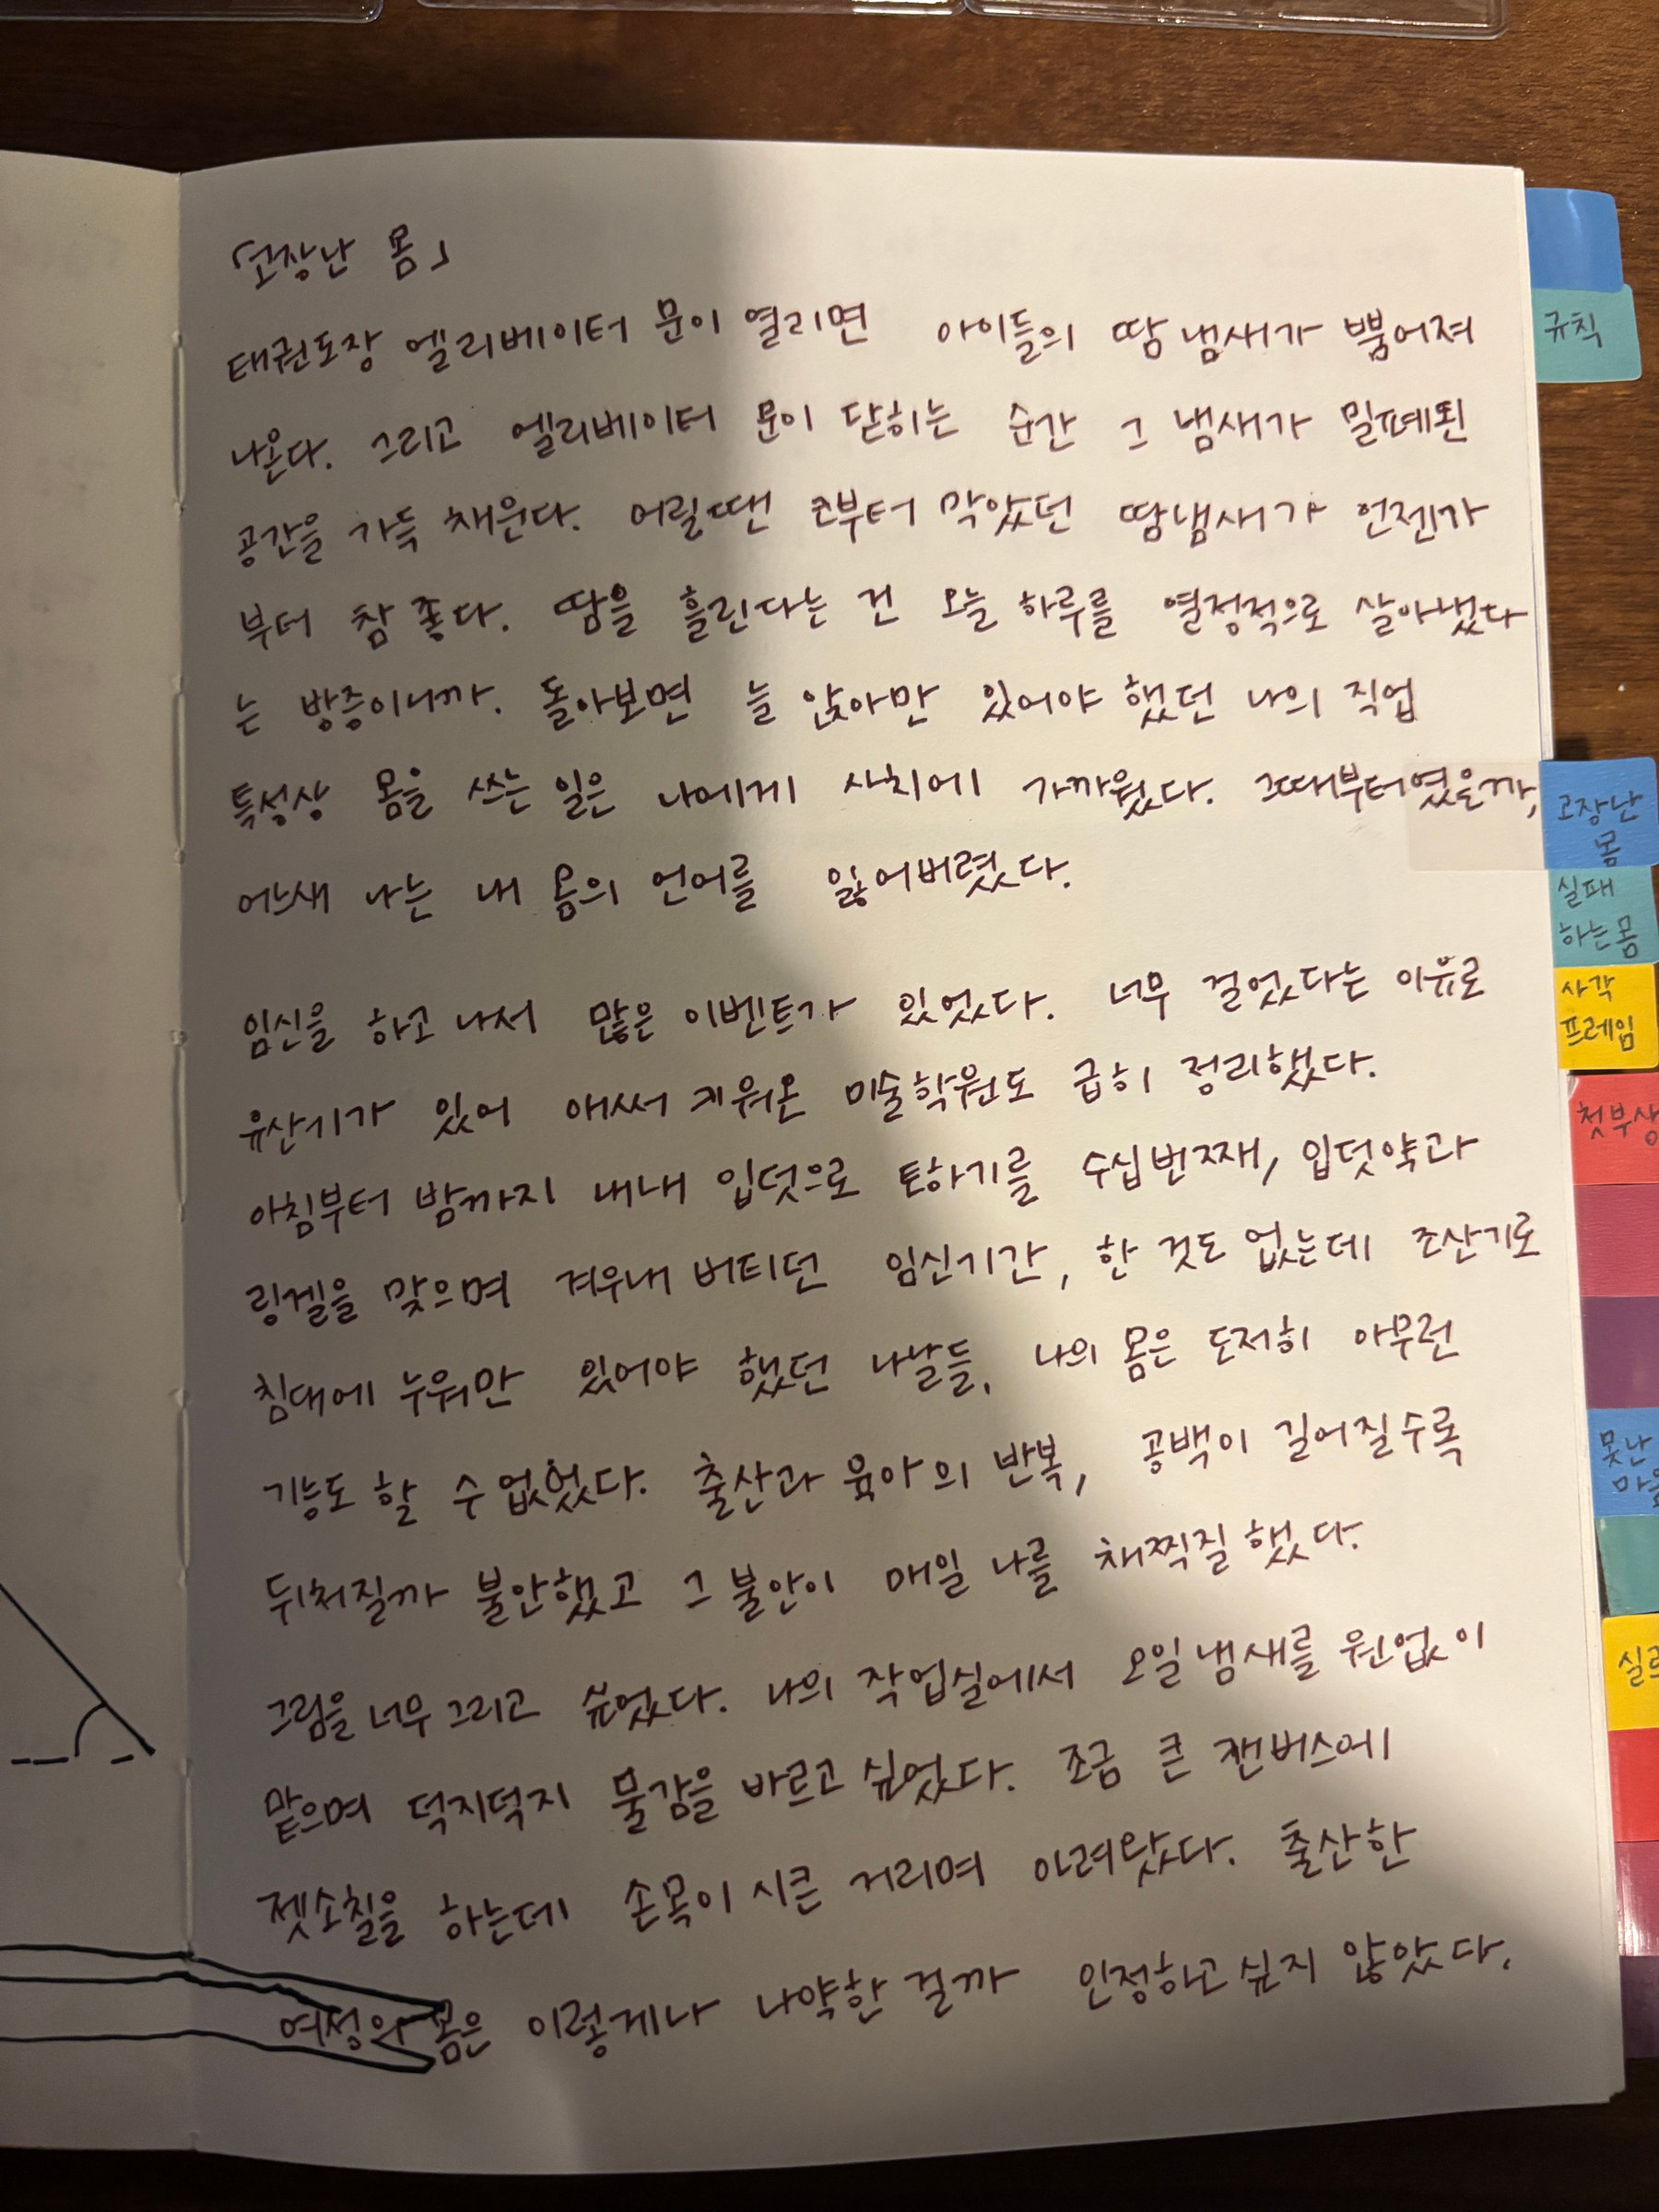 「고장난 몸」
태권도장 엘리베이터 문이 열리면 아이들의 땀 냄새가 뿜어져
나온다. 그리고 엘리베이터 문이 닫히는 순간 그 냄새가 밀폐된
공간을 가득 채운다. 어릴땐 코부터 막았던 땀냄새가 언젠가
부터 참 좋다. 땀을 흘린다는 건 오늘 하루를 열정적으로 살아냈다
는 방증이니까. 돌아보면 늘 앉아만 있어야 했던 나의 직업
특성상 몸을 쓰는 일은 나에게 사치에 가까웠다. 그때부터였을까,
어느새 나는 내 몸의 언어를 잃어버렸다.
임신을 하고 나서 많은 이벤트가 있었다. 너무 걸었다는 이유로
유산기가 있어 애써 키워온 미술학원도 급히 정리했다.
아침부터 밤까지 내내 입덧으로 토하기를 수십번째, 입덧약과
링겔을 맞으며 겨우내 버티던 임신기간, 한 것도 없는데 조산기로
침대에 누워만 있어야 했던 나날들, 나의 몸은 도저히 아무런
기능도 할 수 없었다. 출산과 육아의 반복, 공백이 길어질수록
뒤처질까 불안했고 그 불안이 매일 나를 채찍질 했다.
그림을 너무 그리고 싶었다. 나의 작업실에서 오일 냄새를 원없이
맡으며 덕지덕지 물감을 바르고 싶었다. 조금 큰 캔버스에
젯소칠을 하는데 손목이 시큰 거리며 아려왔다. 출산한
여성의 몸은 이렇게나 나약한 걸까 인정하고 싶지 않았다.
규칙
고장난
몸
실패
하는몸
사각
프레임
첫부상
못난
마음